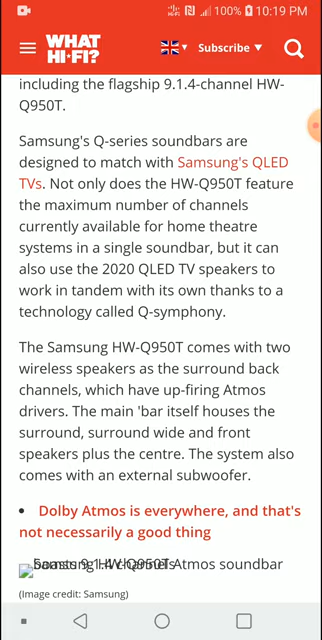 100% 10:19 PM
WHAT
HI-FI?
Subscribe
including the flagship 9.1.4-channel HW-
Q950T.
Samsung's Q-series soundbars are
designed to match with Samsung's QLED
TVs. Not only does the HW-Q950T feature
the maximum number of channels
currently available for home theatre
systems in a single soundbar, but it can
also use the 2020 QLED TV speakers to
work in tandem with its own thanks to a
technology called Q-symphony.
The Samsung HW-Q950T comes with two
wireless speakers as the surround back
channels, which have up-firing Atmos
drivers. The main 'bar itself houses the
surround, surround wide and front
speakers plus the centre. The system also
comes with an external subwoofer.
• Dolby Atmos is everywhere, and that's
not necessarily a good thing
Atmos soundbar
(Image credit: Samsung)